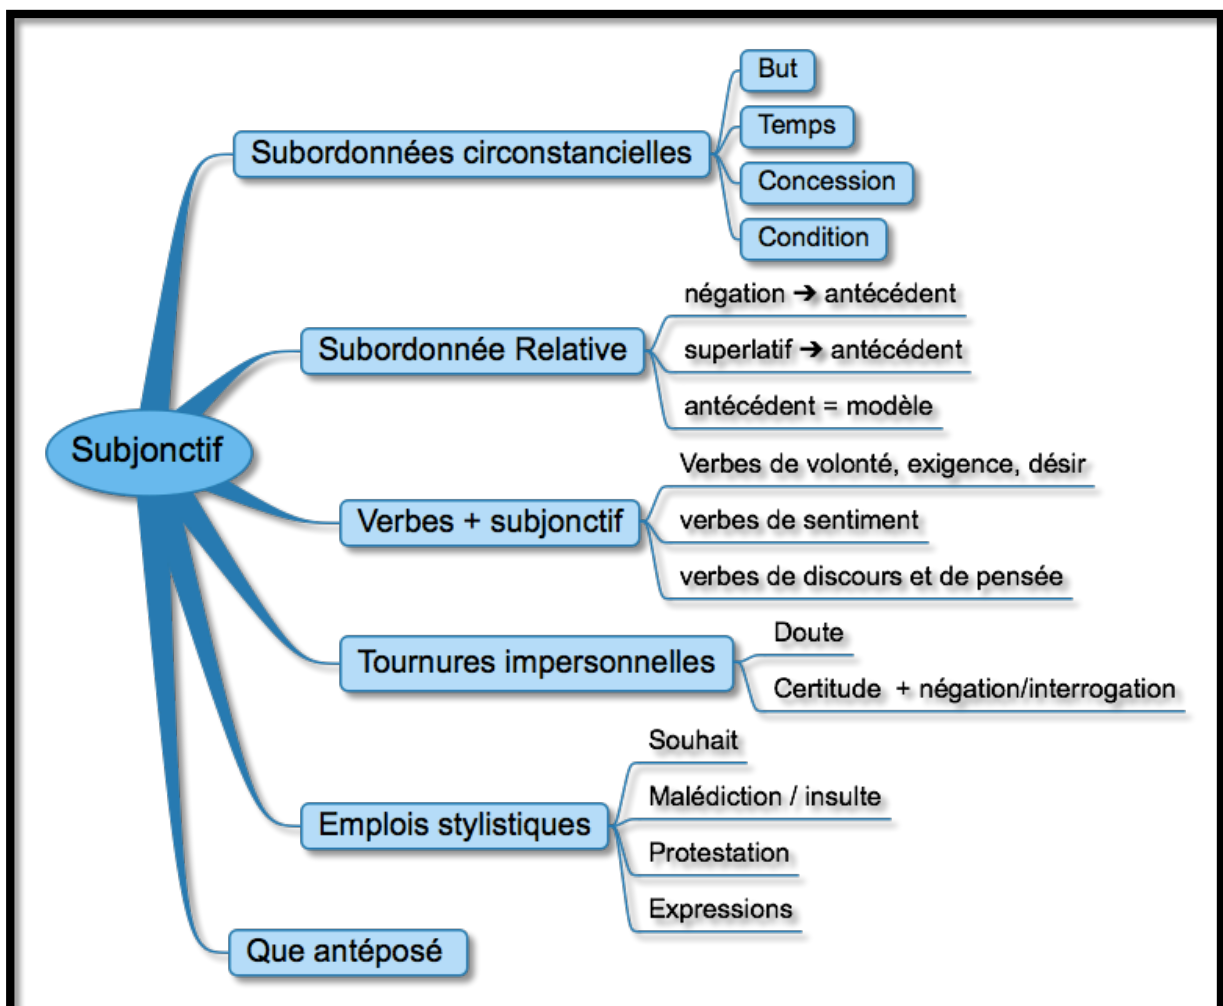 Subjonctif
Subordonnées circonstancielles
But
Temps
Concession
Condition
Subordonnée Relative
négation ➔ antécédent
superlatif ➔ antécédent
antécédent = modèle
Verbes + subjonctif
Verbes de volonté, exigence, désir
verbes de sentiment
verbes de discours et de pensée
Tournures impersonnelles
Doute
Certitude + négation/interrogation
Emplois stylistiques
Souhait
Malédiction / insulte
Protestation
Expressions
Que antéposé